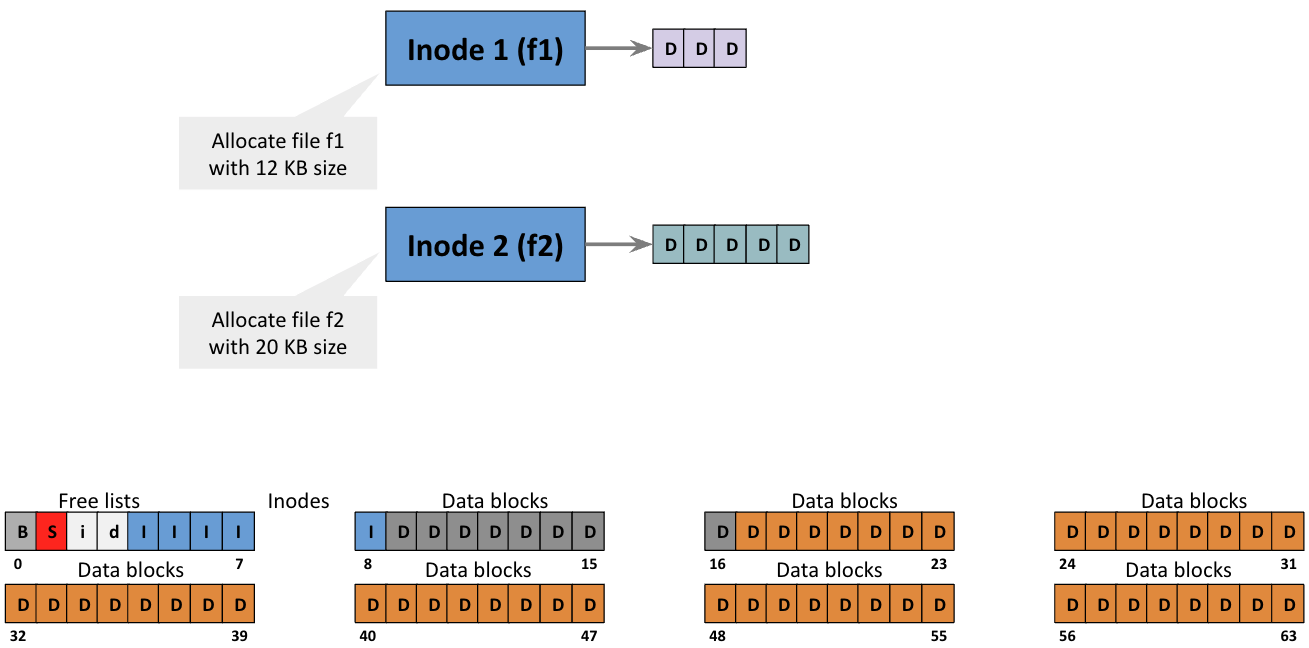 Inode 1 (f1)
D D D
Allocate file f1
with 12 KB size
Inode 2 (f2)
D D D D D
Allocate file f2
with 20 KB size
Free lists Inodes Data blocks Data blocks Data blocks
B S i d I I I I I D D D D D D D D D D D D D D D D D D D D D D D
0 7 8 15 16 23 24 31
Data blocks Data blocks Data blocks Data blocks
D D D D D D D D D D D D D D D D D D D D D D D D D D D D D D D D
32 39 40 47 48 55 56 63